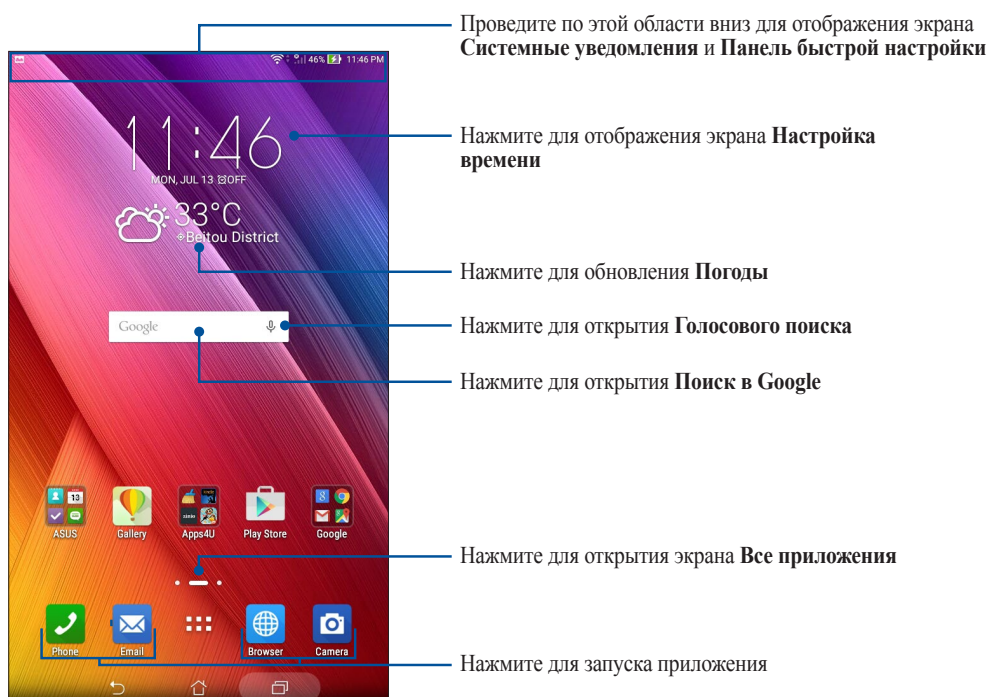 Проведите по этой области вниз для отображения экрана
Системные уведомления и Панель быстрой настройки
46% 11:46 PM
11:46
Нажмите для отображения экрана Настройка
времени
MON, JUL 13 OFF
33°C
Beitou District
Нажмите для обновления Погоды
Google
Нажмите для открытия Голосового поиска
Нажмите для открытия Поиск в Google
13
zinio
8
ASUS
Gallery
Apps4U
Play Store
Google
Нажмите для открытия экрана Все приложения
Phone
Email
Browser
Camera
Нажмите для запуска приложения